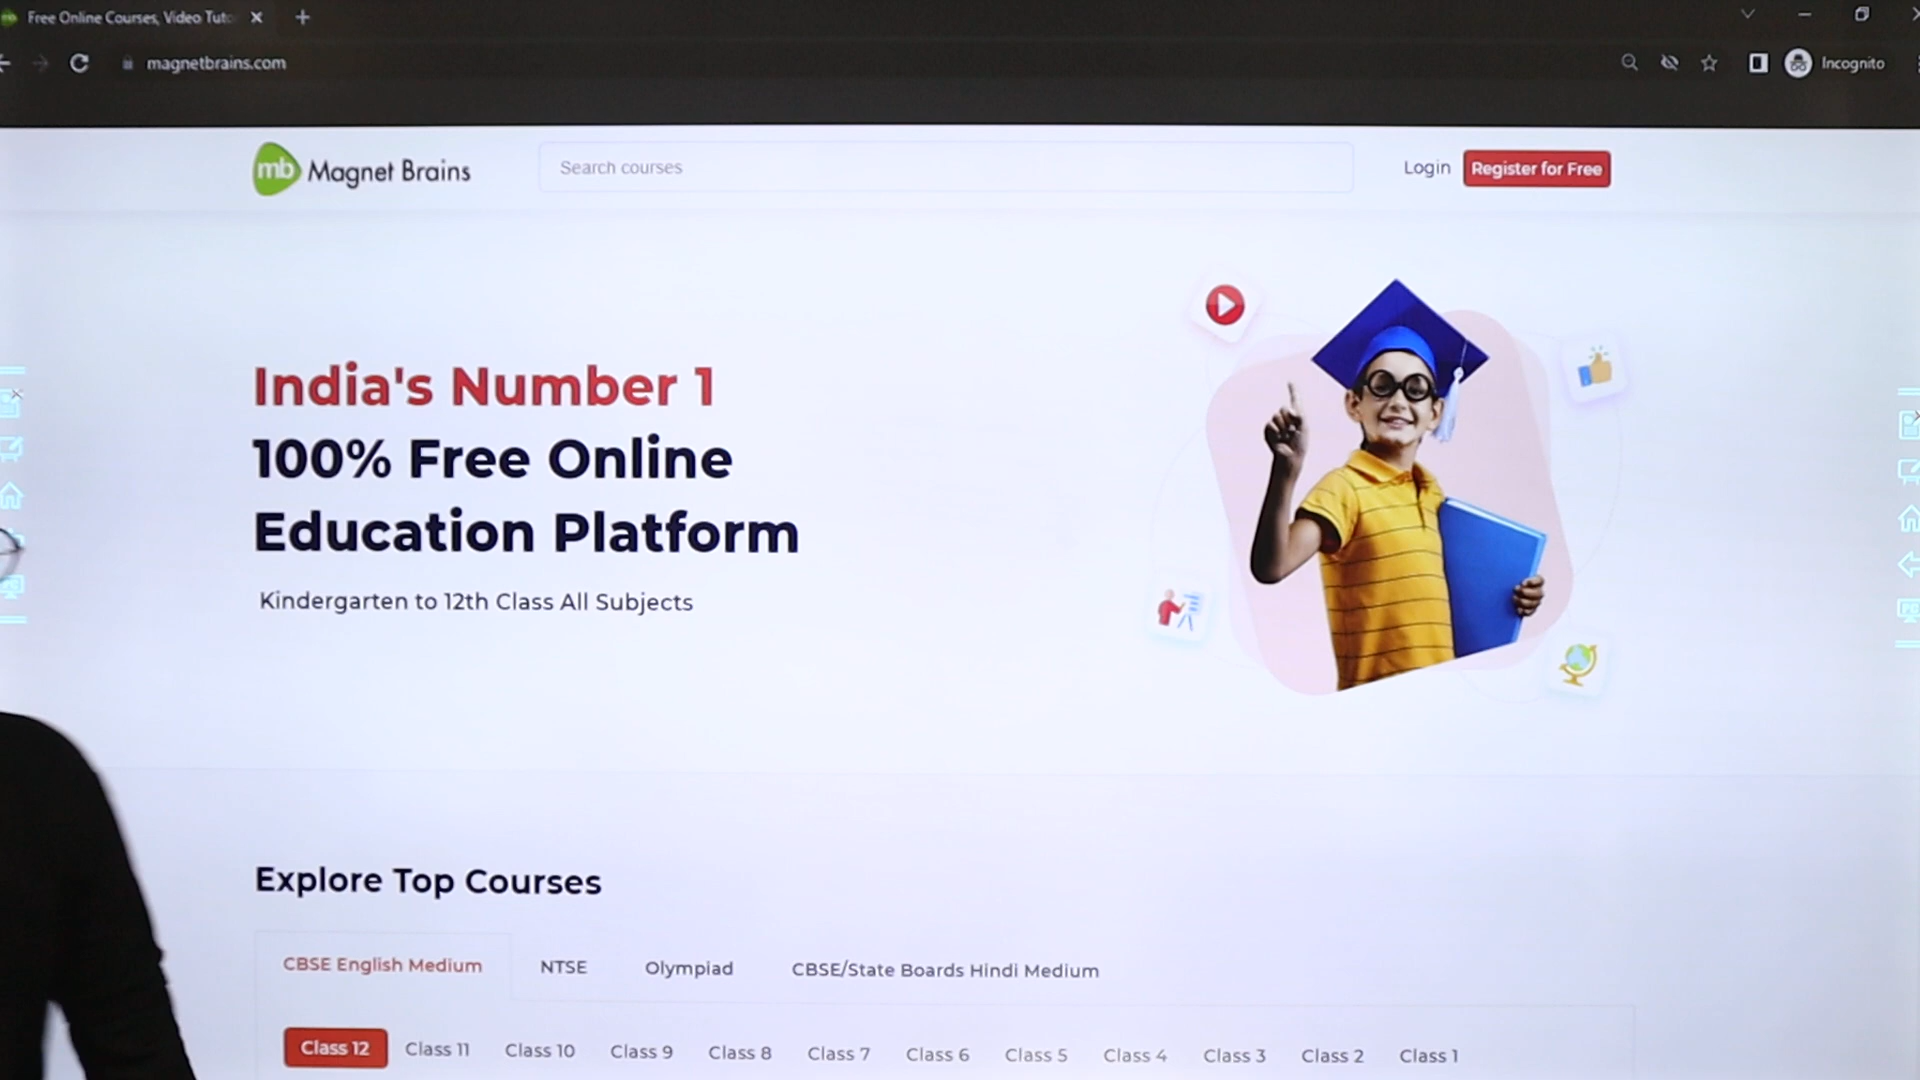 Free Online Courses, Video Tut
magnetbrains.com
Incognito
mb Magnet Brains
Search courses
Login
Register for Free
India's Number 1
100% Free Online
Education Platform
Kindergarten to 12th Class All Subjects
Explore Top Courses
CBSE English Medium
NTSE
Olympiad
CBSE/State Boards Hindi Medium
Class 12
Class 11
Class 10
Class 9
Class 8
Class 7
Class 6
Class 5
Class 4
Class 3
Class 2
Class 1